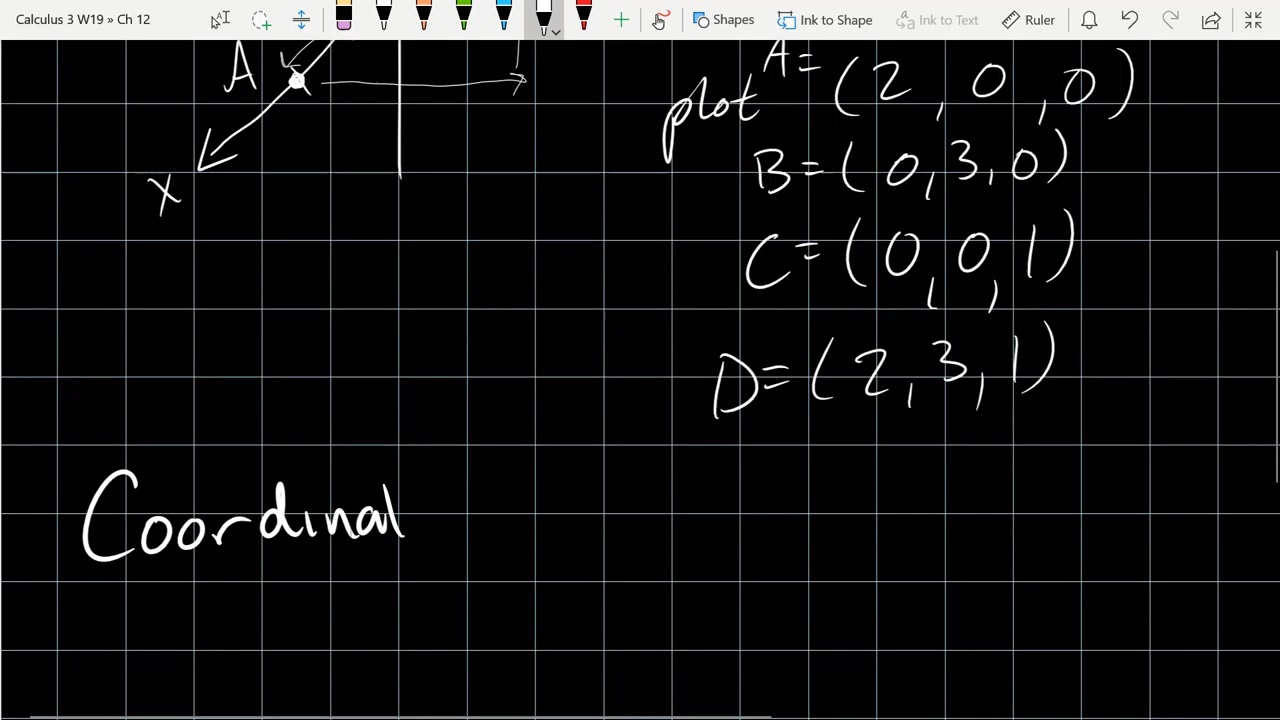 Calculus 3 W19 » Ch 12
Shapes
Ink to Shape
Ink to Text
Ruler
A
X
plot A = (2, 0, 0)
B = (0, 3, 0)
C = (0, 0, 1)
D = (2, 3, 1)
Coordinal